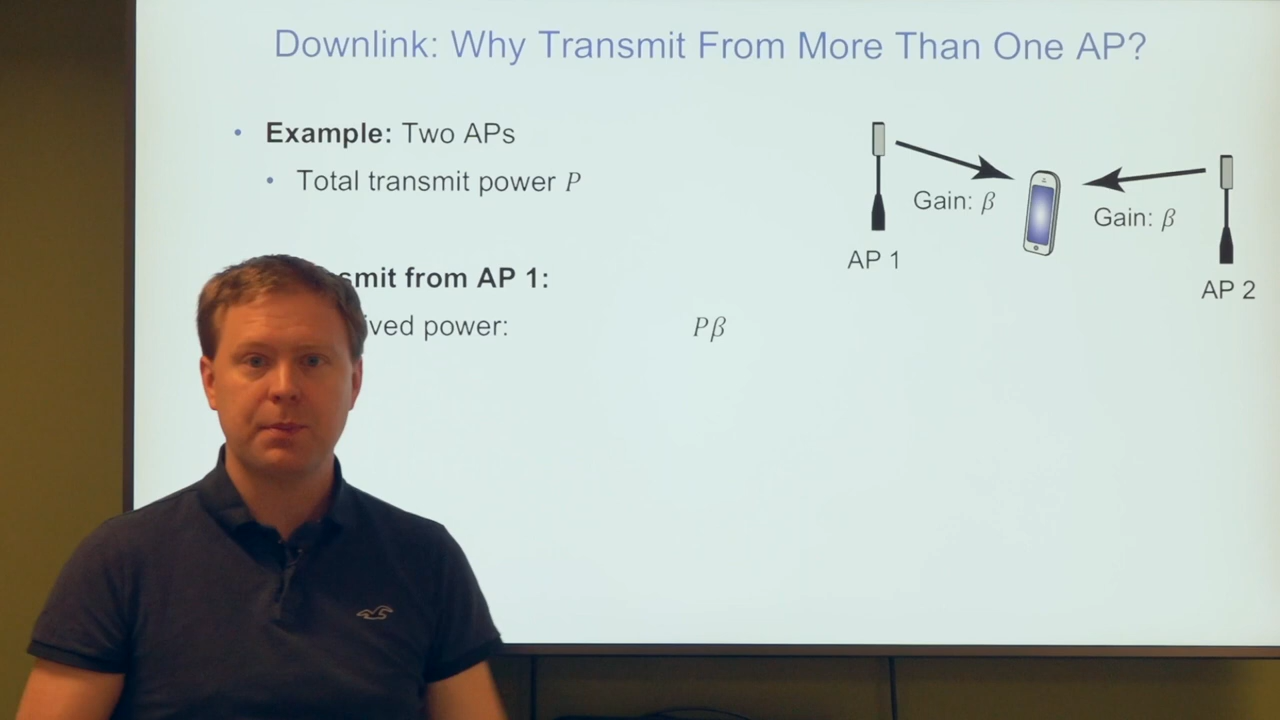 Downlink: Why Transmit From More Than One AP?
• Example: Two APs
• Total transmit power P
smit from AP 1:
ived power: Pβ
Gain: β
Gain: β
AP 1
AP 2